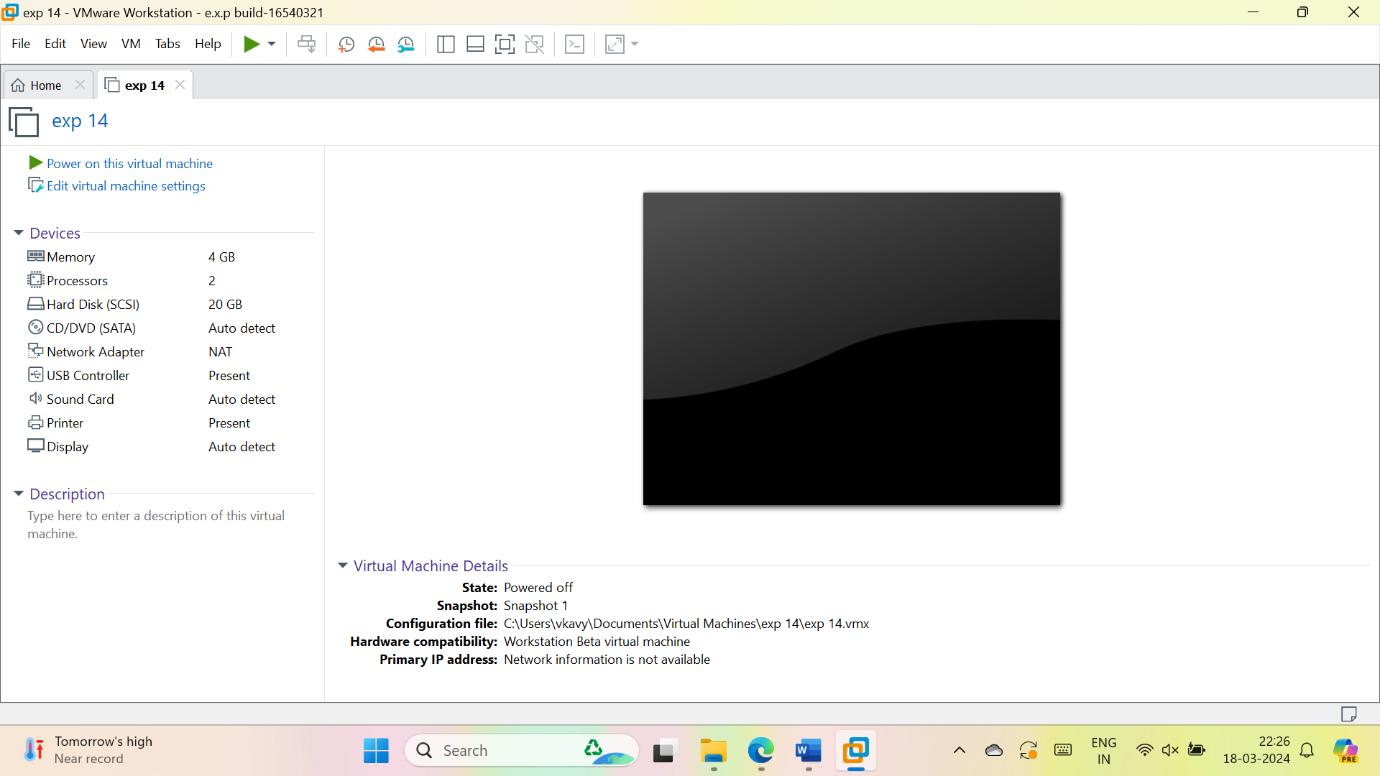 exp 14 - VMware Workstation - e.x.p build-16540321
File Edit View VM Tabs Help
Home
exp 14
exp 14
Power on this virtual machine
Edit virtual machine settings
Devices
Memory 4 GB
Processors 2
Hard Disk (SCSI) 20 GB
CD/DVD (SATA) Auto detect
Network Adapter NAT
USB Controller Present
Sound Card Auto detect
Printer Present
Display Auto detect
Description
Type here to enter a description of this virtual
machine.
Virtual Machine Details
State: Powered off
Snapshot: Snapshot 1
Configuration file: C:\Users\vkavy\Documents\Virtual Machines\exp 14\exp 14.vmx
Hardware compatibility: Workstation Beta virtual machine
Primary IP address: Network information is not available
Tomorrow's high
Near record
Search
W
ENG
IN
22:26
18-03-2024
PRE